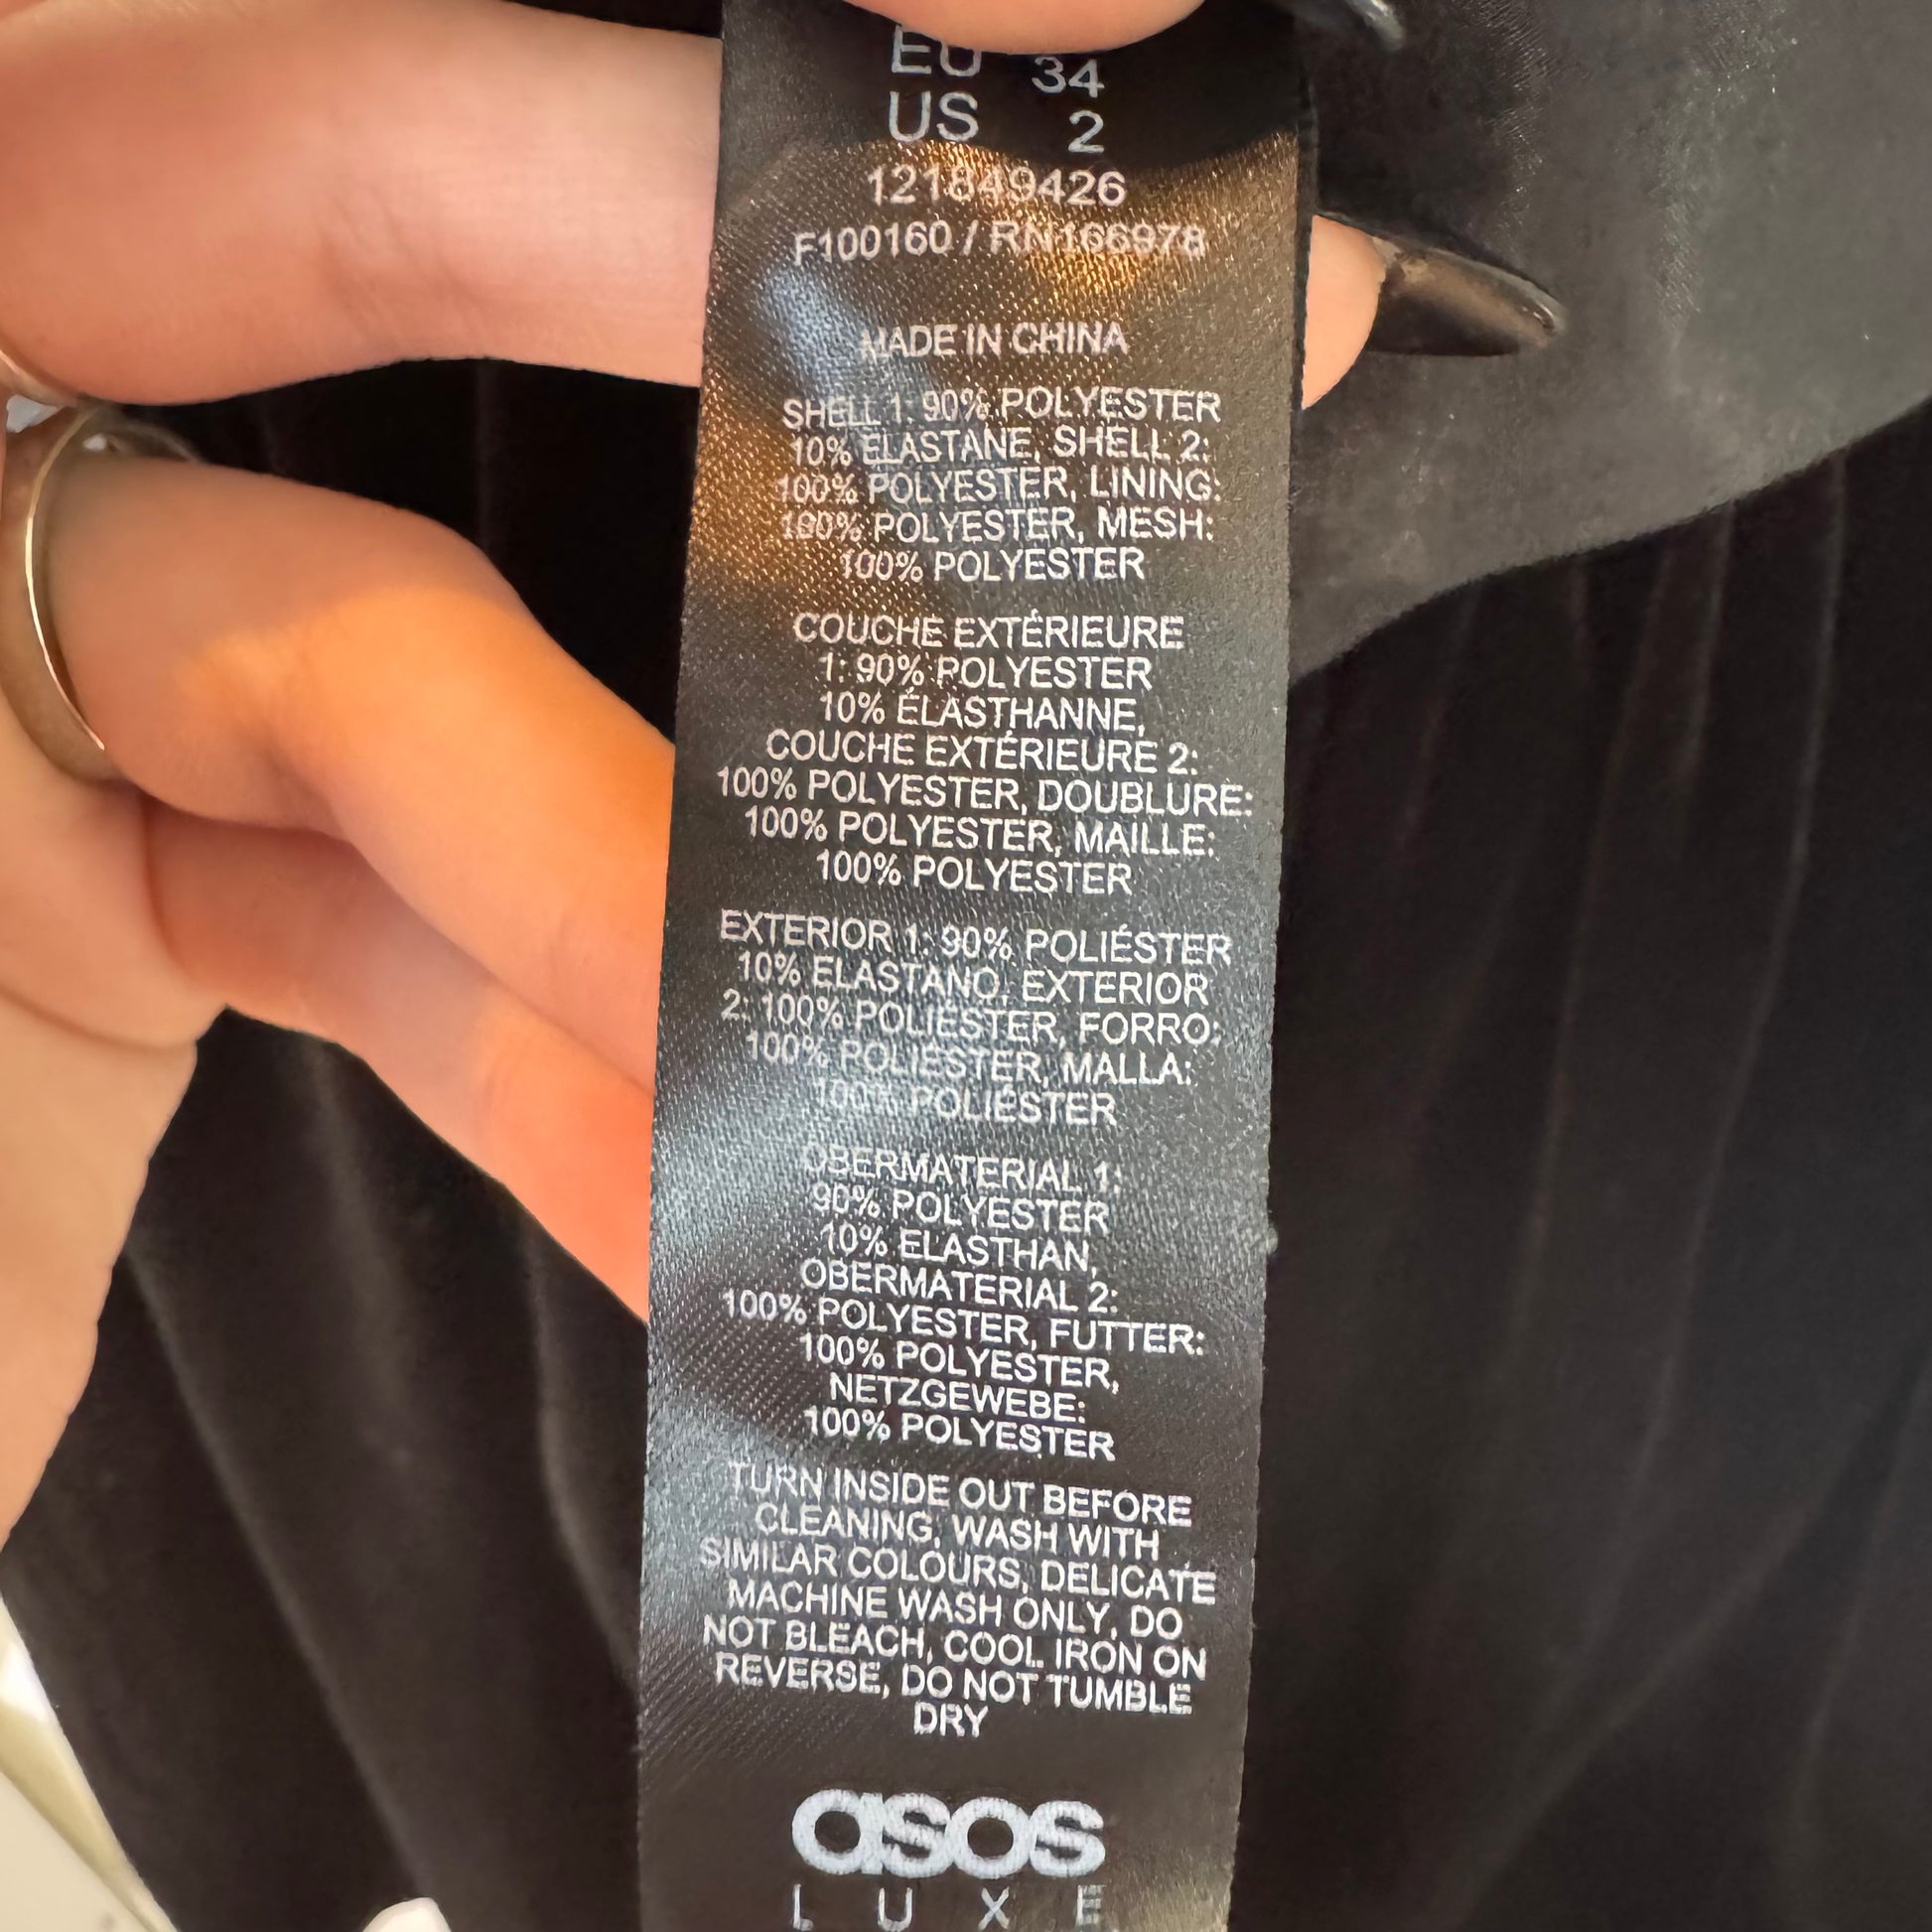 EU 34
US 2
121849426
F100160 / RN166978
MADE IN CHINA
SHELL 1: 90% POLYESTER
10% ELASTANE, SHELL 2:
100% POLYESTER, LINING:
100% POLYESTER, MESH:
100% POLYESTER
COUCHE EXTÉRIEURE
1: 90% POLYESTER
10% ÉLASTHANNE,
COUCHE EXTÉRIEURE 2:
100% POLYESTER, DOUBLURE:
100% POLYESTER, MAILLE:
100% POLYESTER
EXTERIOR 1: 90% POLIÉSTER
10% ELASTANO, EXTERIOR
2: 100% POLIÉSTER, FORRO:
100% POLIÉSTER, MALLA:
100% POLIÉSTER
OBERMATERIAL 1:
90% POLYESTER
10% ELASTHAN,
OBERMATERIAL 2:
100% POLYESTER, FUTTER:
100% POLYESTER,
NETZGEWEBE:
100% POLYESTER
TURN INSIDE OUT BEFORE
CLEANING, WASH WITH
SIMILAR COLOURS, DELICATE
MACHINE WASH ONLY, DO
NOT BLEACH, COOL IRON ON
REVERSE, DO NOT TUMBLE
DRY
asos
LUXE